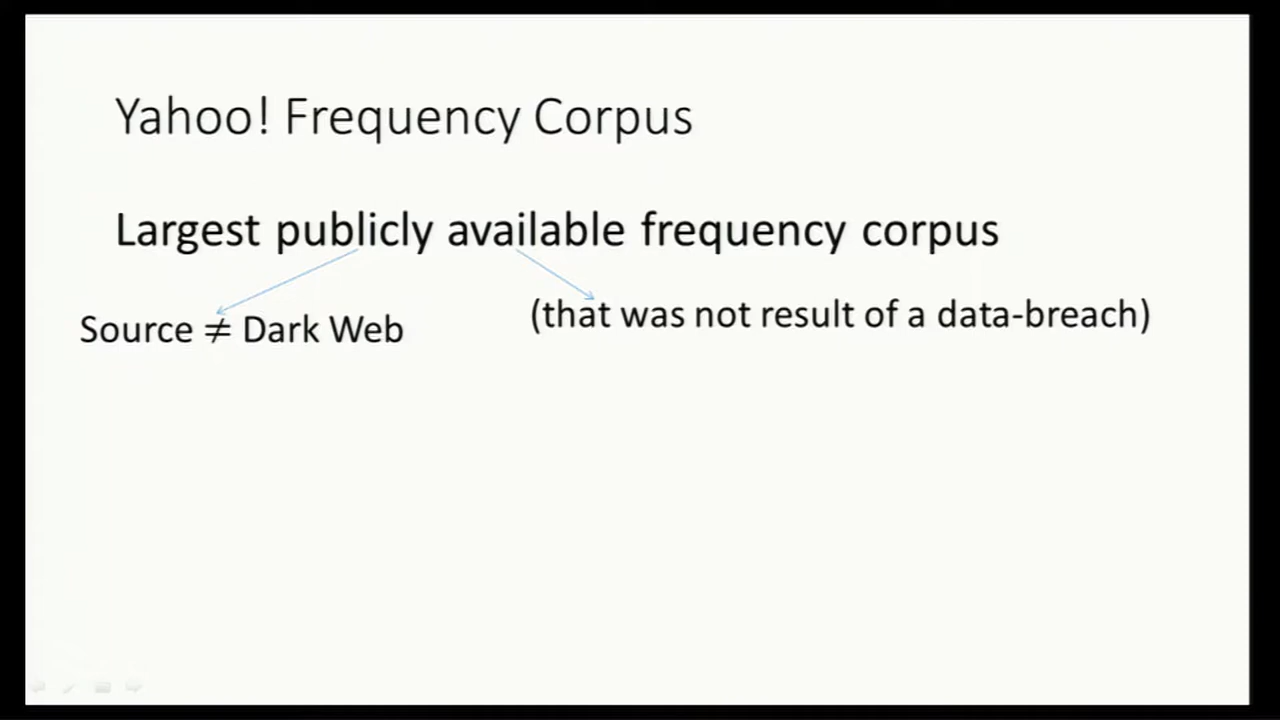 Yahoo! Frequency Corpus
Largest publicly available frequency corpus
Source ≠ Dark Web
(that was not result of a data-breach)